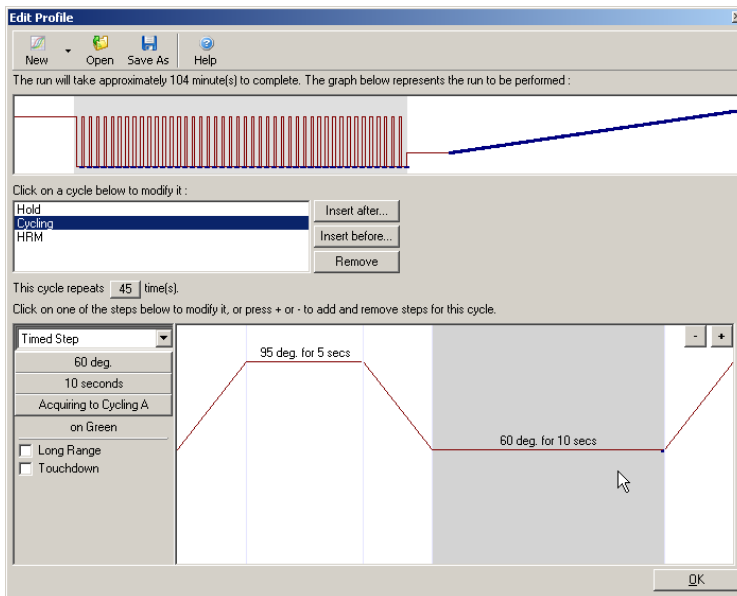 Edit Profile
New Open Save As Help
The run will take approximately 104 minute(s) to complete. The graph below represents the run to be performed :
Click on a cycle below to modify it :
Hold
Insert after...
Cycling
HRM
Insert before...
Remove
This cycle repeats 45 time(s).
Click on one of the steps below to modify it, or press + or - to add and remove steps for this cycle.
Timed Step
- +
95 deg. for 5 secs
60 deg.
10 seconds
Acquiring to Cycling A
on Green
60 deg. for 10 secs
Long Range
Touchdown
OK